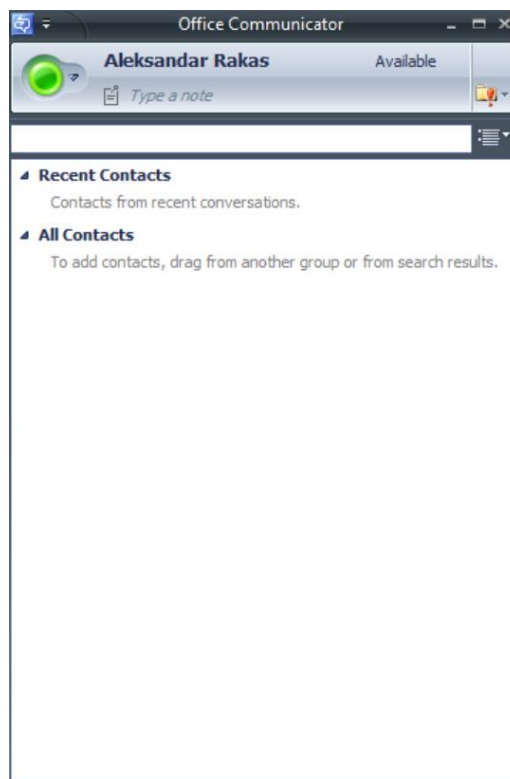 Office Communicator
Aleksandar Rakas Available
Type a note
Recent Contacts
Contacts from recent conversations.
All Contacts
To add contacts, drag from another group or from search results.